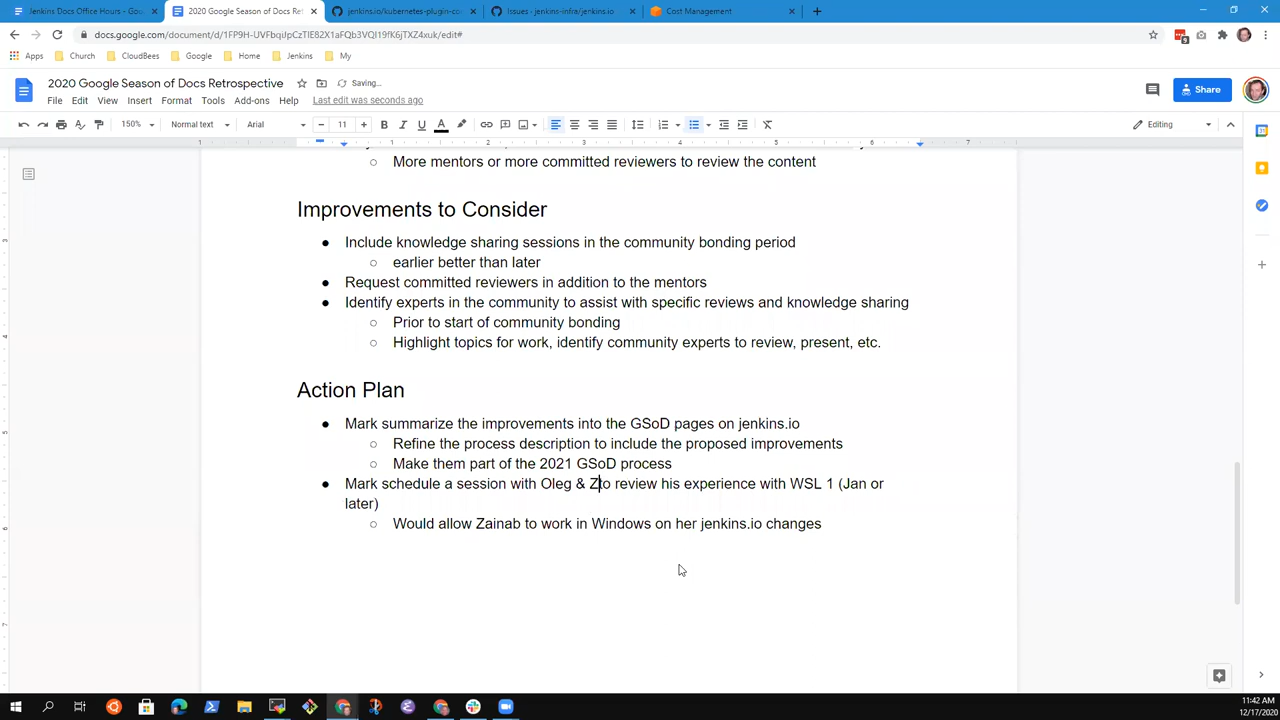 Jenkins Docs Office Hours - Goo
2020 Google Season of Docs Ret
jenkins.io/kubernetes-plugin-co
Issues · jenkins-infra/jenkins.io
Cost Management
docs.google.com/document/d/1FP9H-UVFbqiJpCzTlE82X1aFQb3VQI19fK6jTXZ4xuk/edit#
Apps
Church
CloudBees
Google
Home
Jenkins
My
2020 Google Season of Docs Retrospective
Saving...
File Edit View Insert Format Tools Add-ons Help Last edit was seconds ago
Share
150% Normal text Arial 11 Editing
More mentors or more committed reviewers to review the content
Improvements to Consider
Include knowledge sharing sessions in the community bonding period
earlier better than later
Request committed reviewers in addition to the mentors
Identify experts in the community to assist with specific reviews and knowledge sharing
Prior to start of community bonding
Highlight topics for work, identify community experts to review, present, etc.
Action Plan
Mark summarize the improvements into the GSoD pages on jenkins.io
Refine the process description to include the proposed improvements
Make them part of the 2021 GSoD process
Mark schedule a session with Oleg & Zto review his experience with WSL 1 (Jan or
later)
Would allow Zainab to work in Windows on her jenkins.io changes
11:42 AM
12/17/2020